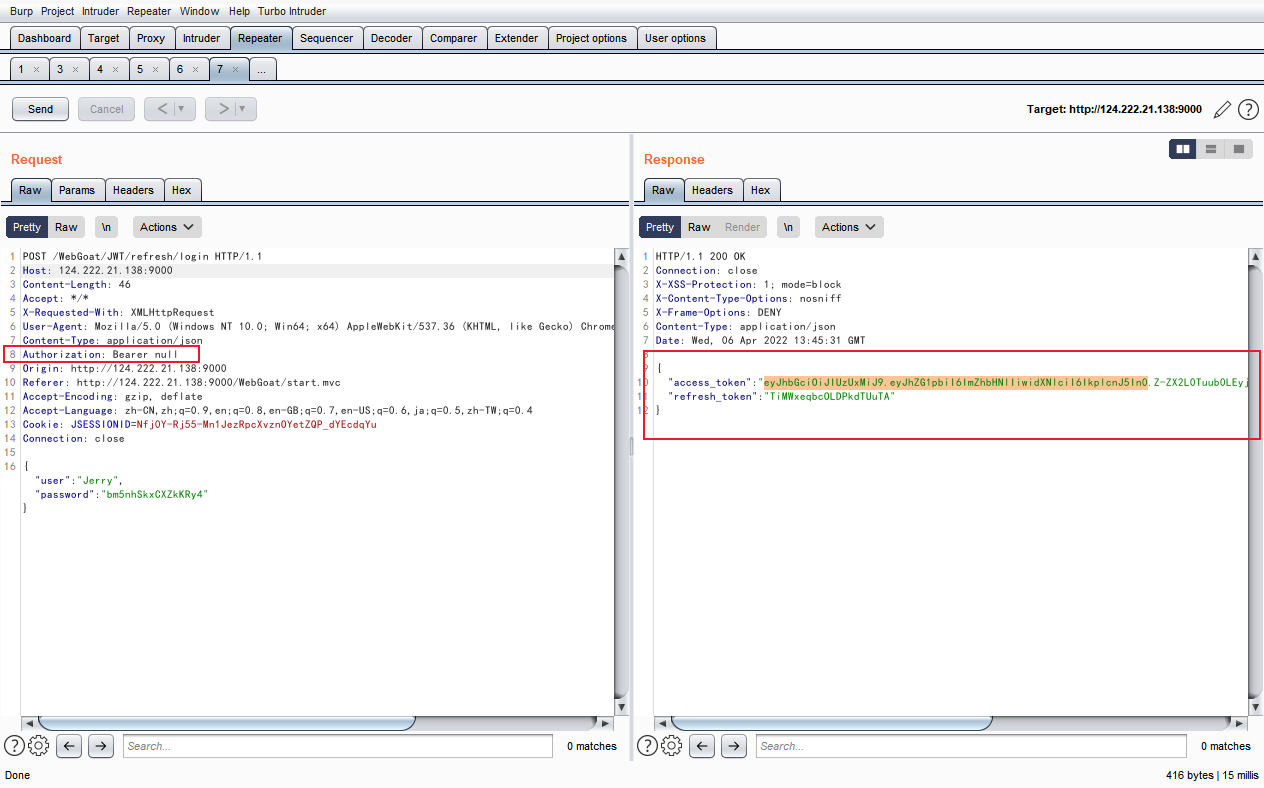 Burp Project Intruder Repeater Window Help Turbo Intruder
Dashboard Target Proxy Intruder Repeater Sequencer Decoder Comparer Extender Project options User options
1 × 3 × 4 × 5 × 6 × 7 × ...
Send Cancel < > Target: http://124.222.21.138:9000 ?
Request
Raw Params Headers Hex
Pretty Raw \n Actions
1 POST /WebGoat/JWT/refresh/login HTTP/1.1
2 Host: 124.222.21.138:9000
3 Content-Length: 46
4 Accept: */*
5 X-Requested-With: XMLHttpRequest
6 User-Agent: Mozilla/5.0 (Windows NT 10.0; Win64; x64) AppleWebKit/537.36 (KHTML, like Gecko) Chrome
7 Content-Type: application/json
8 Authorization: Bearer null
9 Origin: http://124.222.21.138:9000
10 Referer: http://124.222.21.138:9000/WebGoat/start.mvc
11 Accept-Encoding: gzip, deflate
12 Accept-Language: zh-CN,zh;q=0.9,en;q=0.8,en-GB;q=0.7,en-US;q=0.6,ja;q=0.5,zh-TW;q=0.4
13 Cookie: JSESSIONID=NfjOY-Rj55-Mn1JezRpcXvznOYetZQP_dYEcdqYu
14 Connection: close
15
16 {
"user":"Jerry",
"password":"bm5nhSkxCXZkKRy4"
}
? Search... 0 matches
Done
Response
Raw Headers Hex
Pretty Raw Render \n Actions
1 HTTP/1.1 200 OK
2 Connection: close
3 X-XSS-Protection: 1; mode=block
4 X-Content-Type-Options: nosniff
5 X-Frame-Options: DENY
6 Content-Type: application/json
7 Date: Wed, 06 Apr 2022 13:45:31 GMT
8
9 {
10 "access_token":"eyJhbGciOiJIUzUxMiJ9.eyJhZG1pbiI6ImZhbHNlIiwidXNlciI6IkplcnJ5In0.Z-ZX2L0Tuub0LEyj
11 "refresh_token":"TiMWxeqbcOLDPkdTUuTA"
12 }
? Search... 0 matches
416 bytes | 15 millis